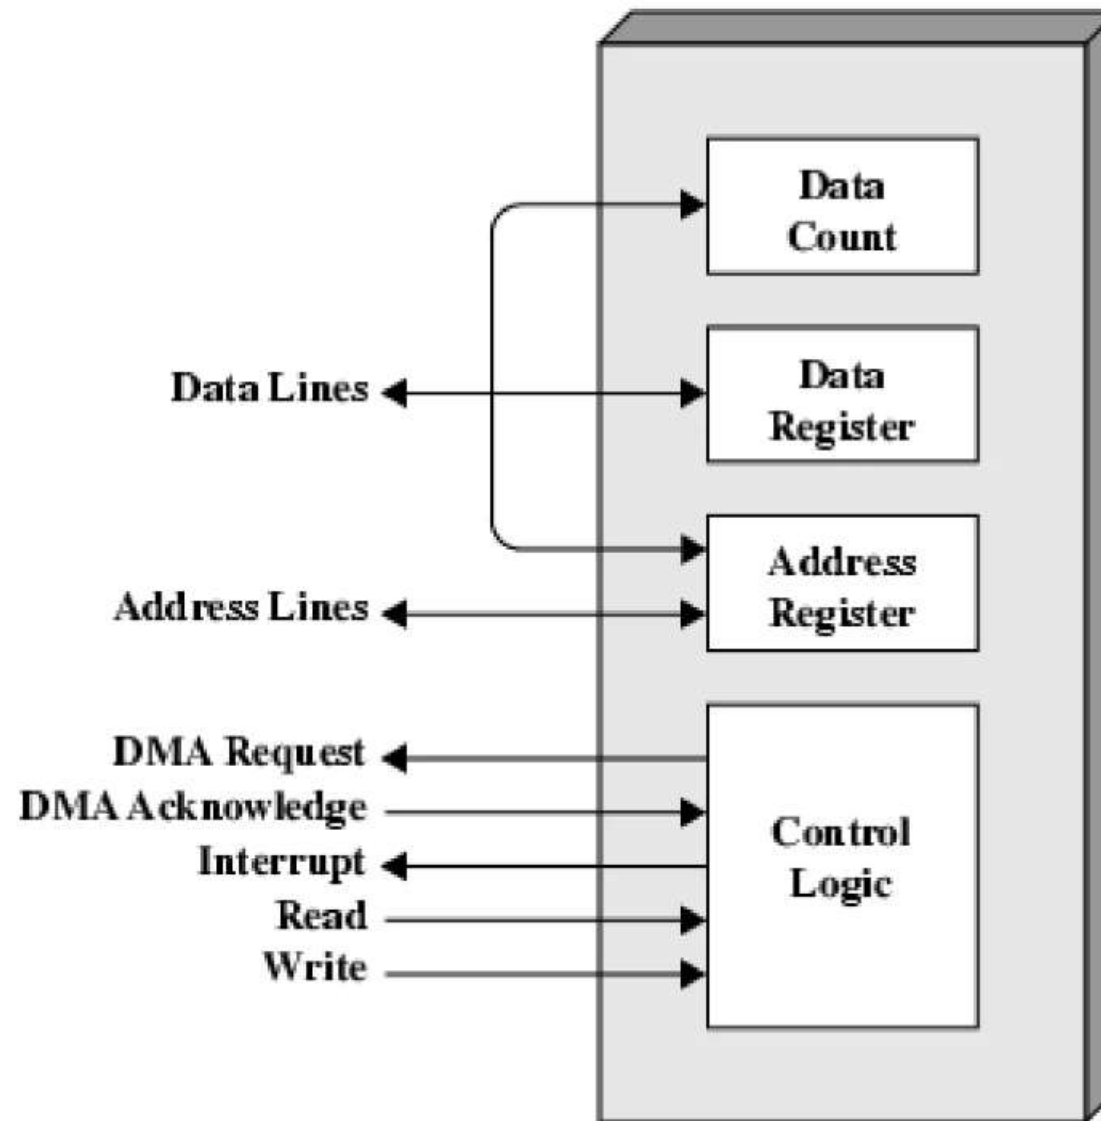 Data
Count
Data Lines
Data
Register
Address
Register
Address Lines
DMA Request
DMA Acknowledge
Interrupt
Read
Write
Control
Logic